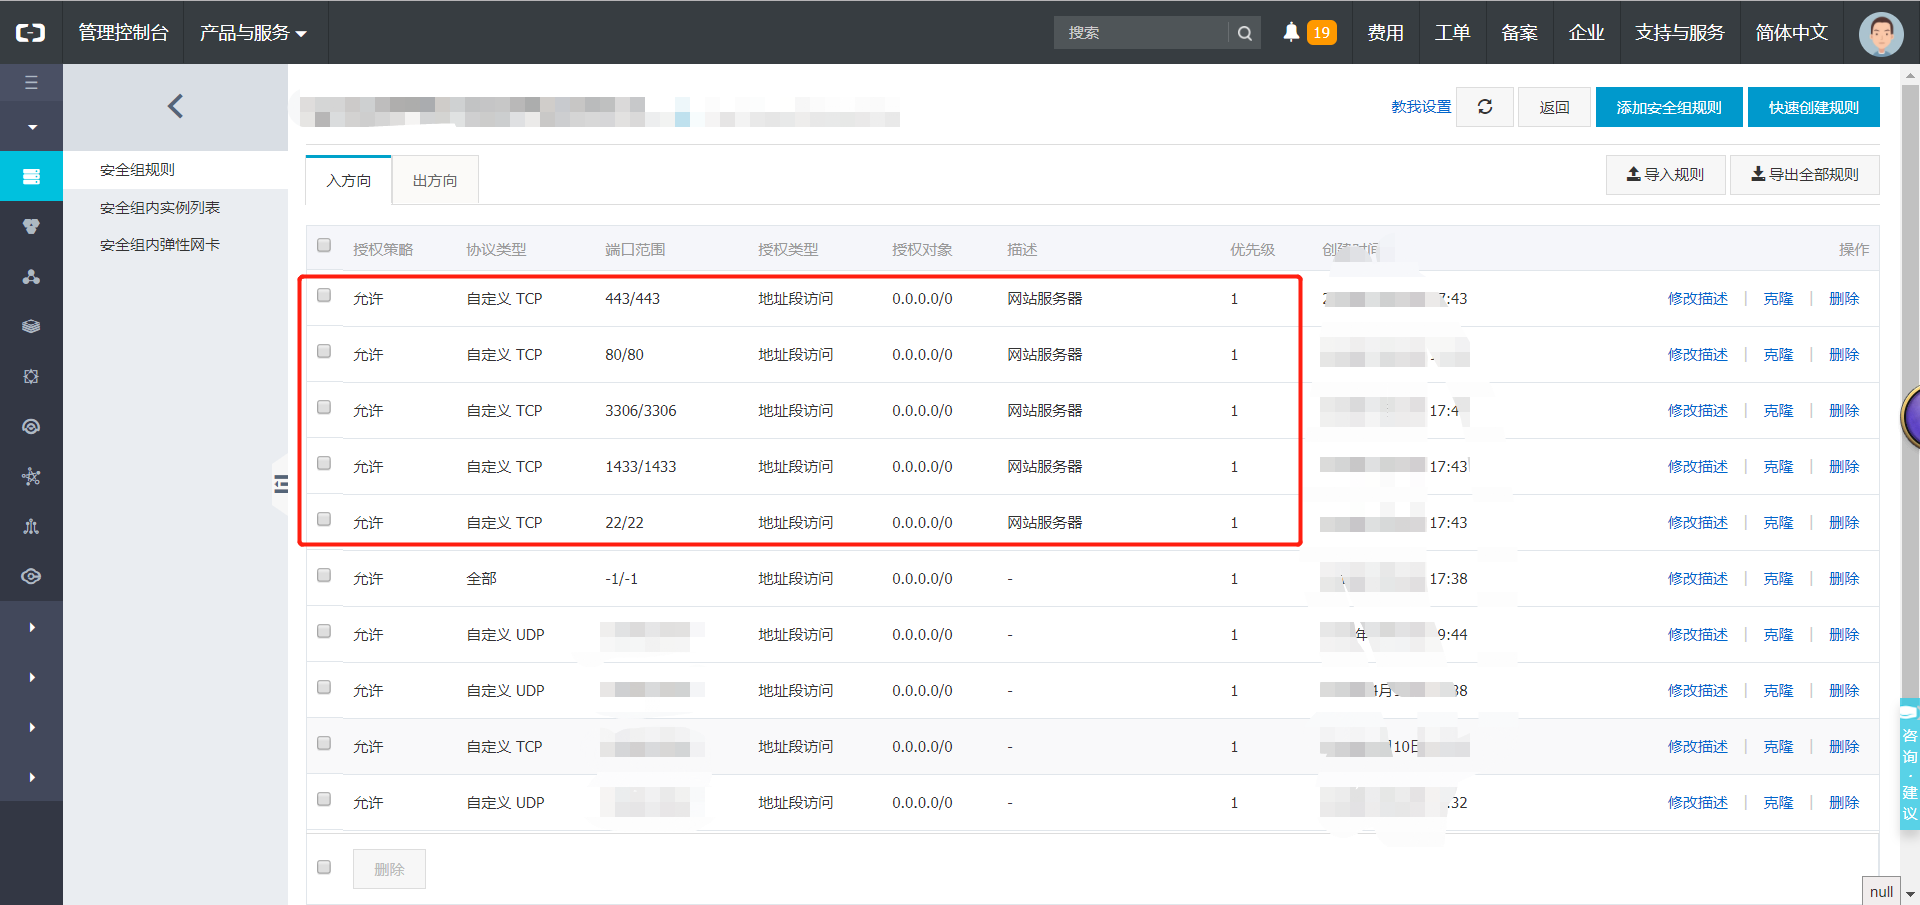 管理控制台 产品与服务 搜索 19 费用 工单 备案 企业 支持与服务 简体中文
教我设置 返回 添加安全组规则 快速创建规则
安全组规则
安全组内实例列表
安全组内弹性网卡
入方向 出方向 导入规则 导出全部规则
授权策略 协议类型 端口范围 授权类型 授权对象 描述 优先级 创建时间 操作
允许 自定义 TCP 443/443 地址段访问 0.0.0.0/0 网站服务器 1 7:43 修改描述 | 克隆 | 删除
允许 自定义 TCP 80/80 地址段访问 0.0.0.0/0 网站服务器 1 修改描述 | 克隆 | 删除
允许 自定义 TCP 3306/3306 地址段访问 0.0.0.0/0 网站服务器 1 17:4 修改描述 | 克隆 | 删除
允许 自定义 TCP 1433/1433 地址段访问 0.0.0.0/0 网站服务器 1 17:43 修改描述 | 克隆 | 删除
允许 自定义 TCP 22/22 地址段访问 0.0.0.0/0 网站服务器 1 17:43 修改描述 | 克隆 | 删除
允许 全部 -1/-1 地址段访问 0.0.0.0/0 - 1 17:38 修改描述 | 克隆 | 删除
允许 自定义 UDP 地址段访问 0.0.0.0/0 - 1 年 9:44 修改描述 | 克隆 | 删除
允许 自定义 UDP 地址段访问 0.0.0.0/0 - 1 4月 38 修改描述 | 克隆 | 删除
允许 自定义 TCP 地址段访问 0.0.0.0/0 - 1 10日 修改描述 | 克隆 | 删除
允许 自定义 UDP 地址段访问 0.0.0.0/0 - 1 :32 修改描述 | 克隆 | 删除
删除
咨询·建议
null